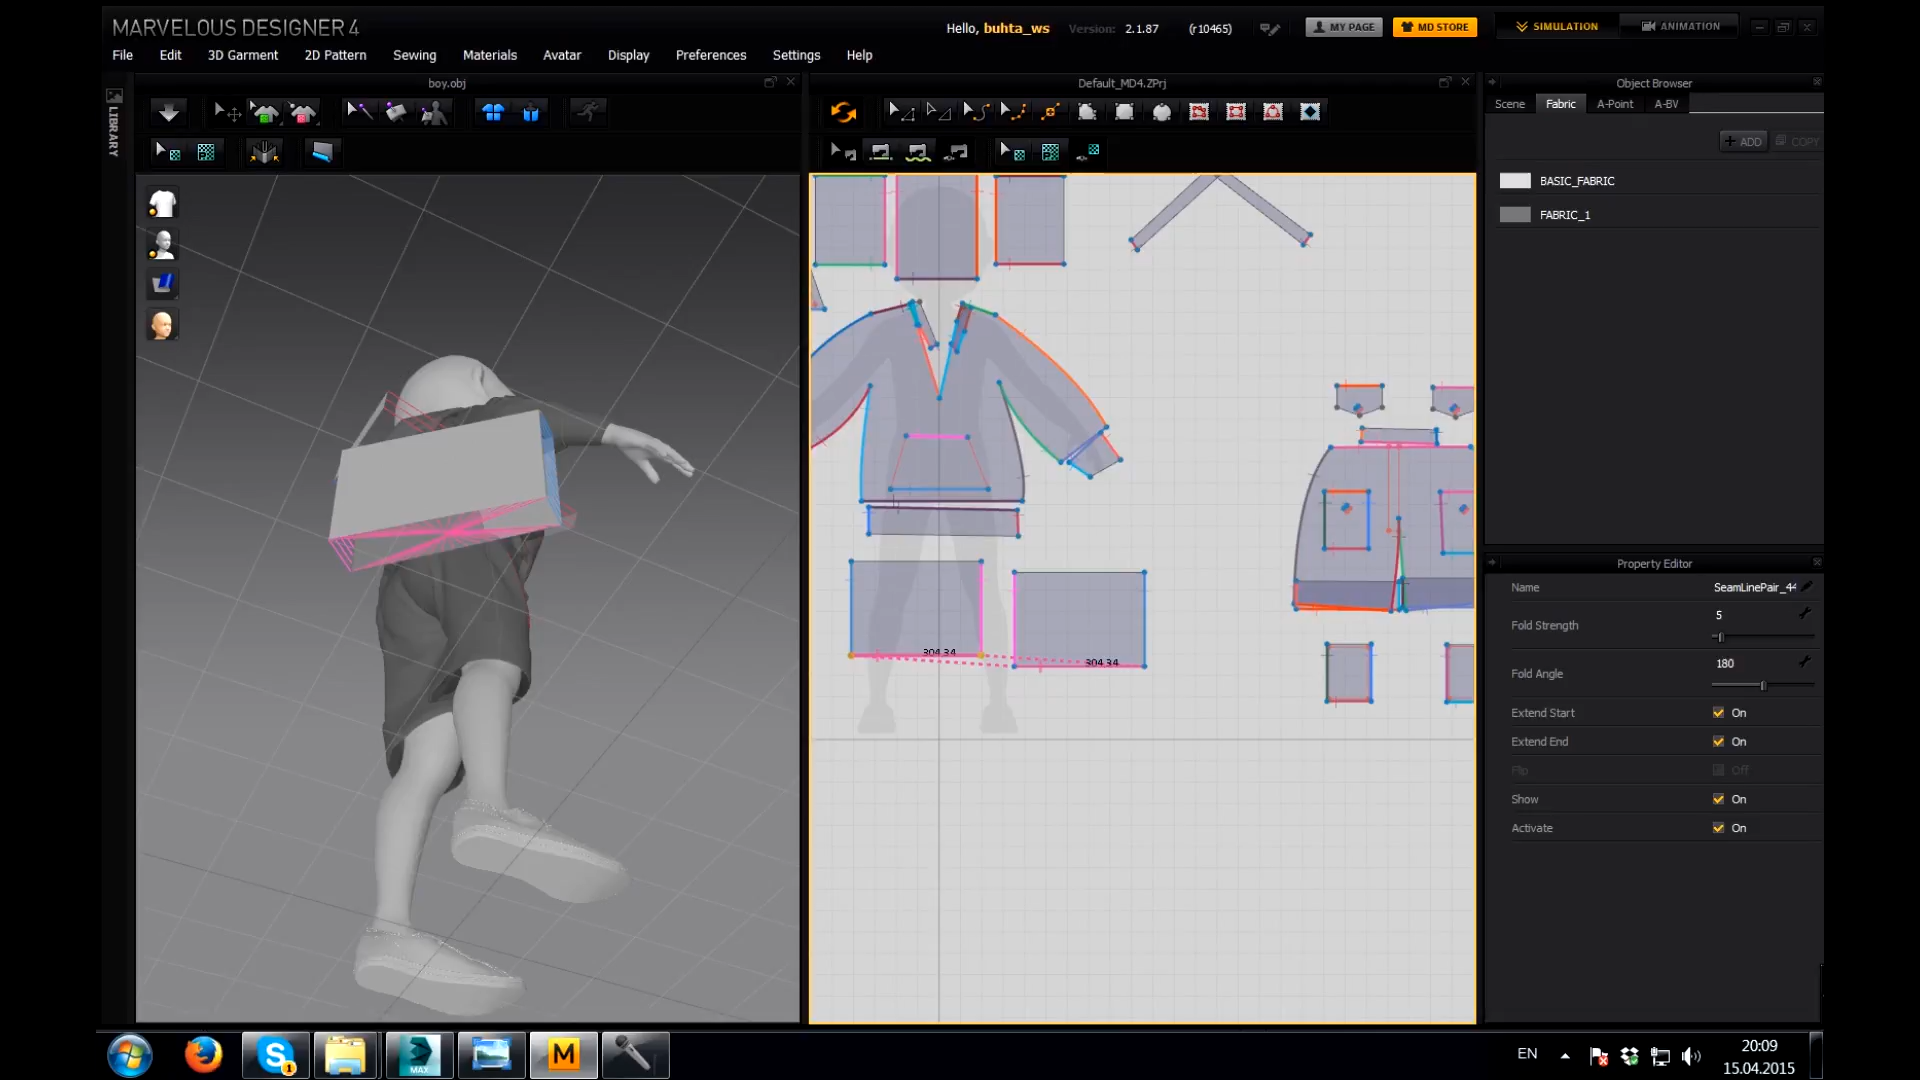 MARVELOUS DESIGNER 4
Hello, buhta_ws Version: 2.1.87 (r10465) MY PAGE MD STORE SIMULATION ANIMATION
File Edit 3D Garment 2D Pattern Sewing Materials Avatar Display Preferences Settings Help
boy.obj
Default_MD4.ZPrj
Object Browser
LIBRARY
Scene Fabric A-Point A-BV
ADD COPY
BASIC_FABRIC
FABRIC_1
304.34
304.34
Property Editor
Name SeamLinePair_44
Fold Strength 5
Fold Angle 180
Extend Start On
Extend End On
Flip Off
Show On
Activate On
S 1 MAX M
EN
20:09
15.04.2015